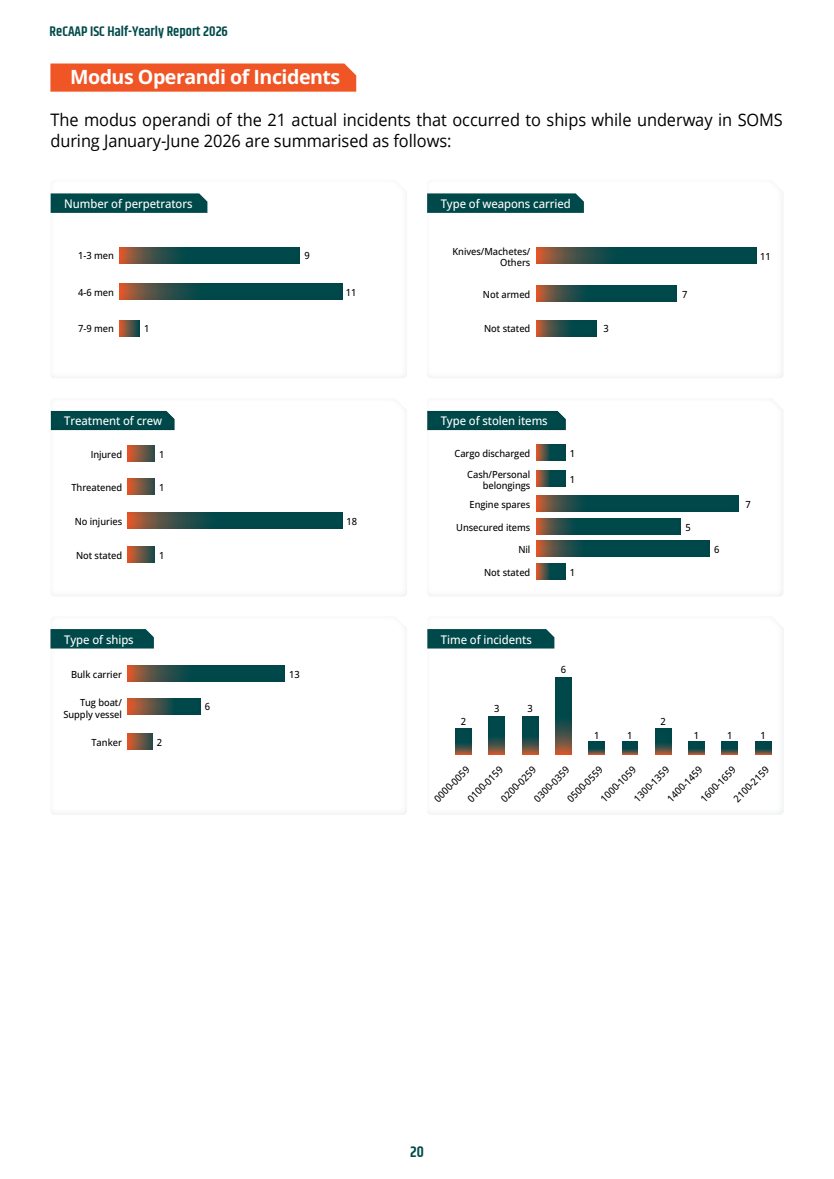 ReCAAP ISC Half-Yearly Report 2026
Modus Operandi of Incidents
The modus operandi of the 21 actual incidents that occurred to ships while underway in SOMS
during January-June 2026 are summarised as follows:
Number of perpetrators
1-3 men 9
4-6 men 11
7-9 men 1
Type of weapons carried
Knives/Machetes/
Others 11
Not armed 7
Not stated 3
Treatment of crew
Injured 1
Threatened 1
No injuries 18
Not stated 1
Type of stolen items
Cargo discharged 1
Cash/Personal
belongings 1
Engine spares 7
Unsecured items 5
Nil 6
Not stated 1
Type of ships
Bulk carrier 13
Tug boat/
Supply vessel 6
Tanker 2
Time of incidents
2 3 3 6 1 1 2 1 1 1
0000-0059 0100-0159 0200-0259 0300-0359 0500-0559 1000-1059 1300-1359 1400-1459 1600-1659 2100-2159
20